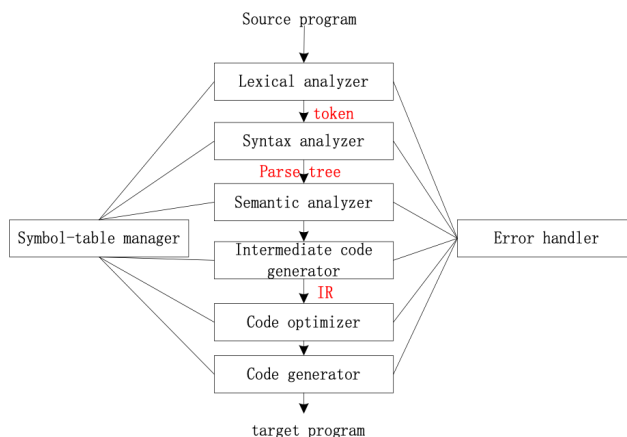 Source program
Lexical analyzer
token
Syntax analyzer
Parse tree
Semantic analyzer
Symbol-table manager
Error handler
Intermediate code
generator
IR
Code optimizer
Code generator
target program